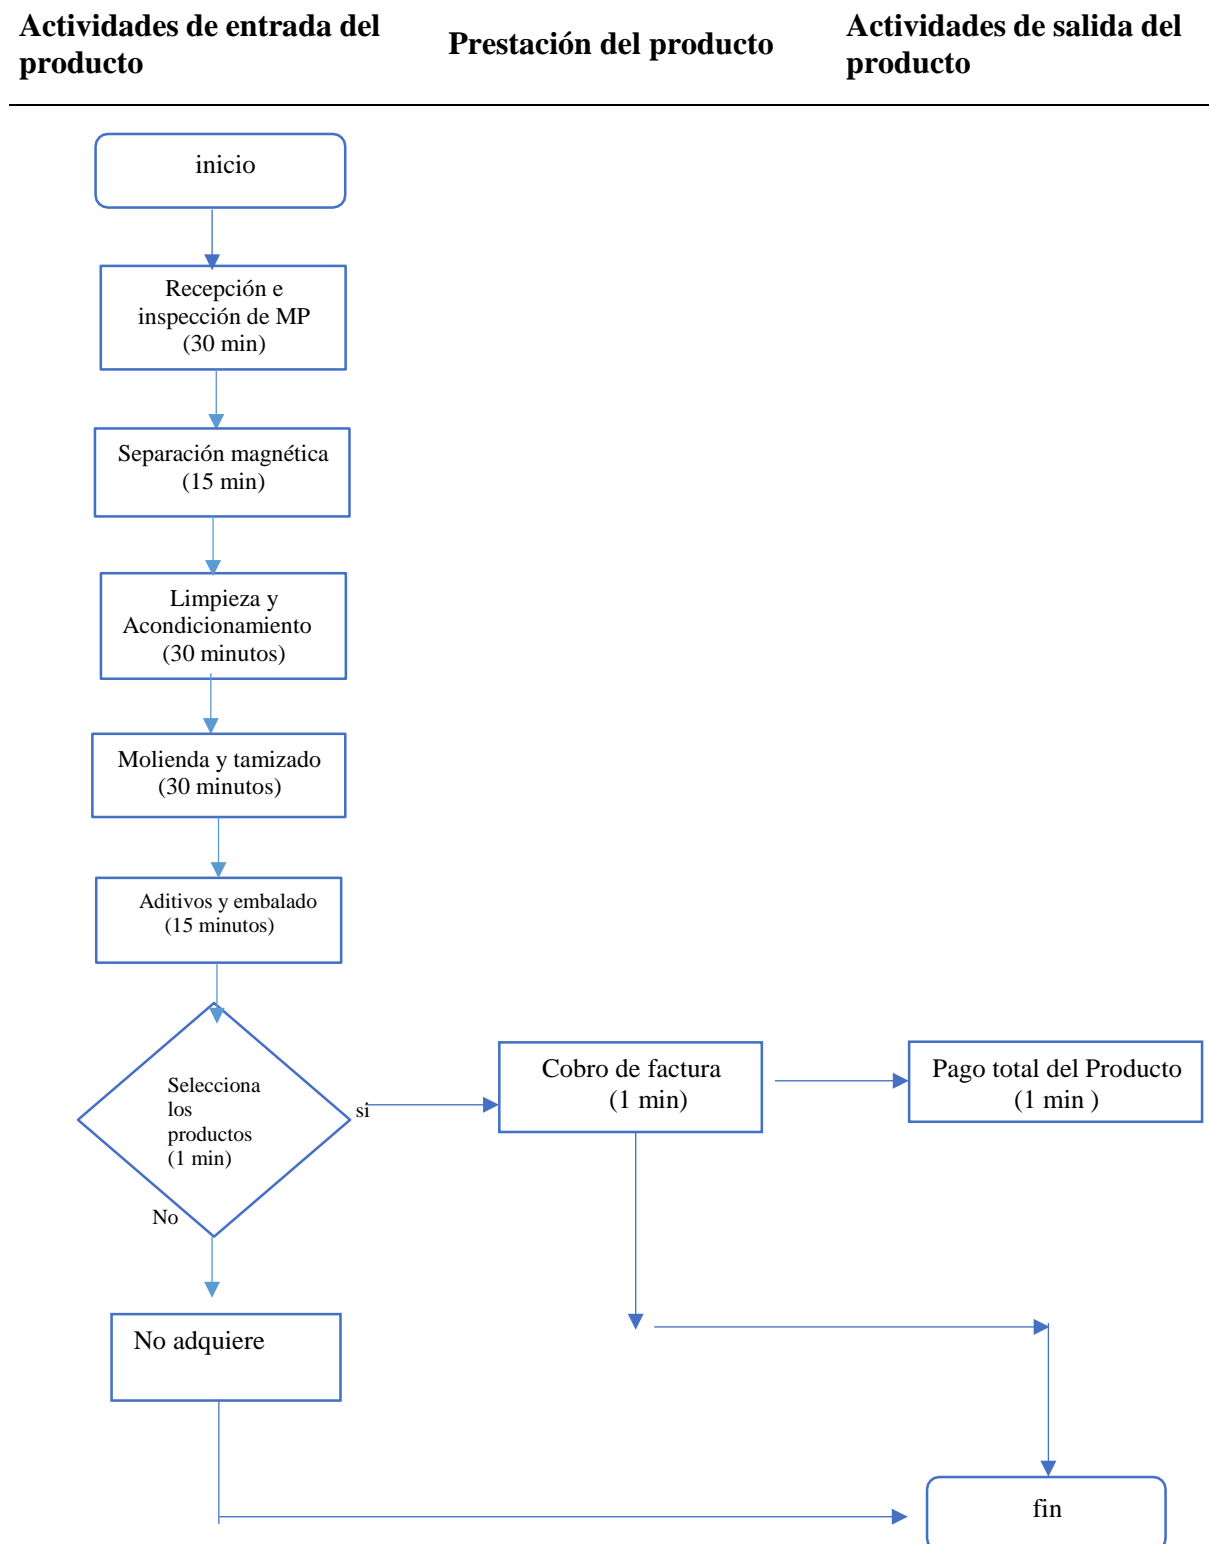 Actividades de entrada del
producto
Prestación del producto
Actividades de salida del
producto
inicio
Recepción e
inspección de MP
(30 min)
Separación magnética
(15 min)
Limpieza y
Acondicionamiento
(30 minutos)
Molienda y tamizado
(30 minutos)
Aditivos y embalado
(15 minutos)
Selecciona
los
productos
(1 min)
si
Cobro de factura
(1 min)
Pago total del Producto
(1 min )
No
No adquiere
fin